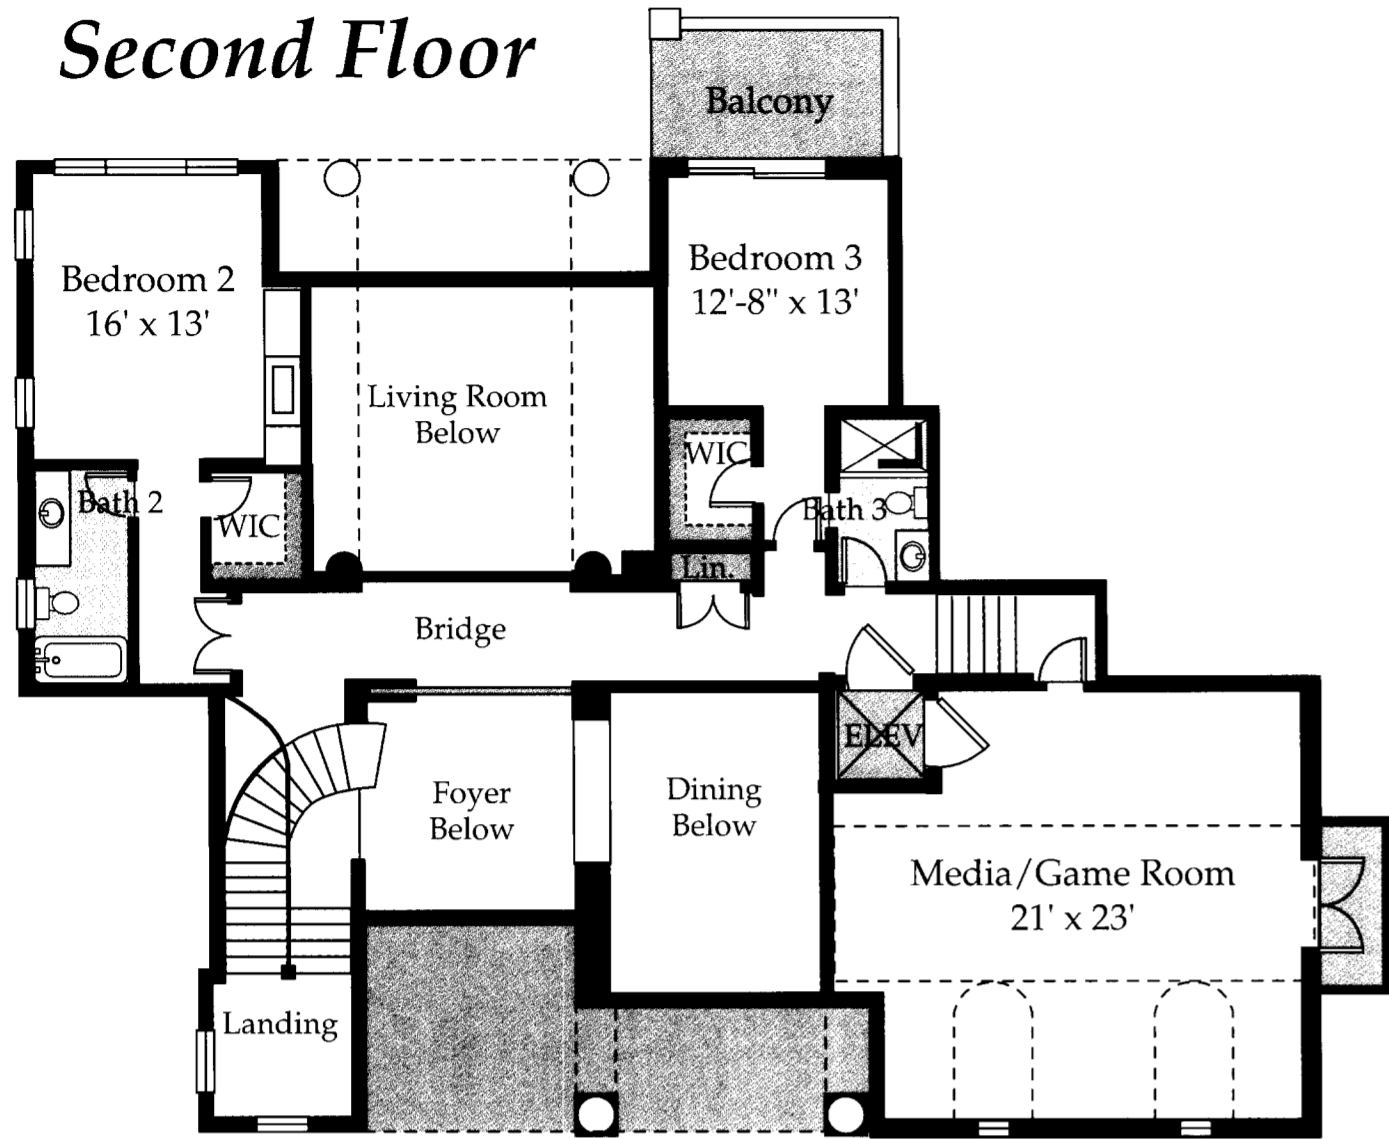 Second Floor
Balcony
Bedroom 2
16' x 13'
Bedroom 3
12'-8" x 13'
Living Room
Below
WIC
Bath 2
WIC
Bath 3
Lin.
Bridge
ELEV
Foyer
Below
Dining
Below
Media/Game Room
21' x 23'
Landing